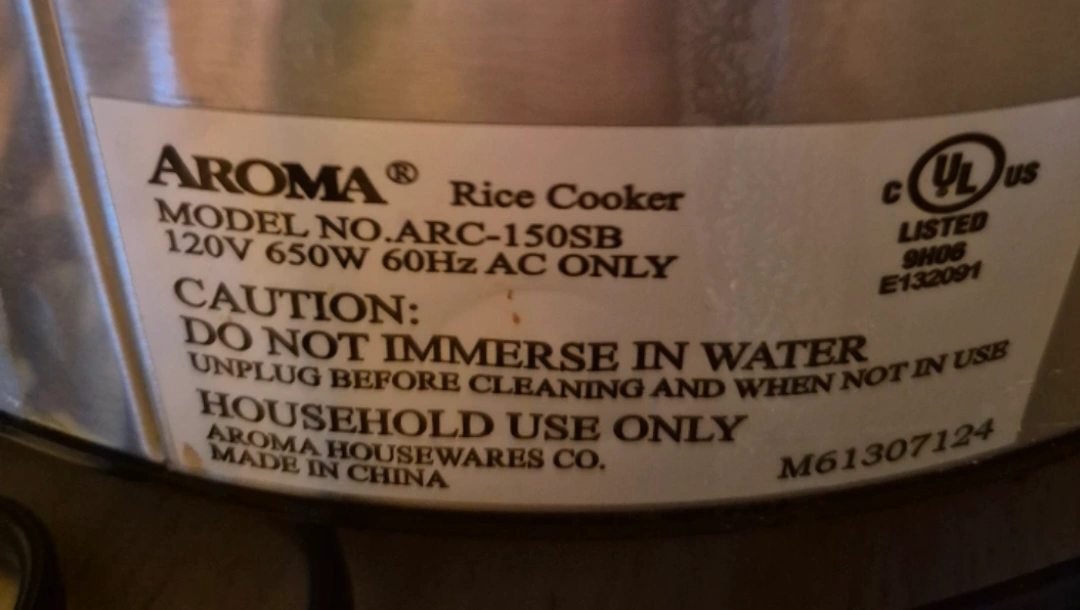 AROMA® Rice Cooker
MODEL NO.ARC-150SB
120V 650W 60Hz AC ONLY
C UL US
LISTED
9H06
E132091
CAUTION:
DO NOT IMMERSE IN WATER
UNPLUG BEFORE CLEANING AND WHEN NOT IN USE
HOUSEHOLD USE ONLY
AROMA HOUSEWARES CO.
MADE IN CHINA
M61307124